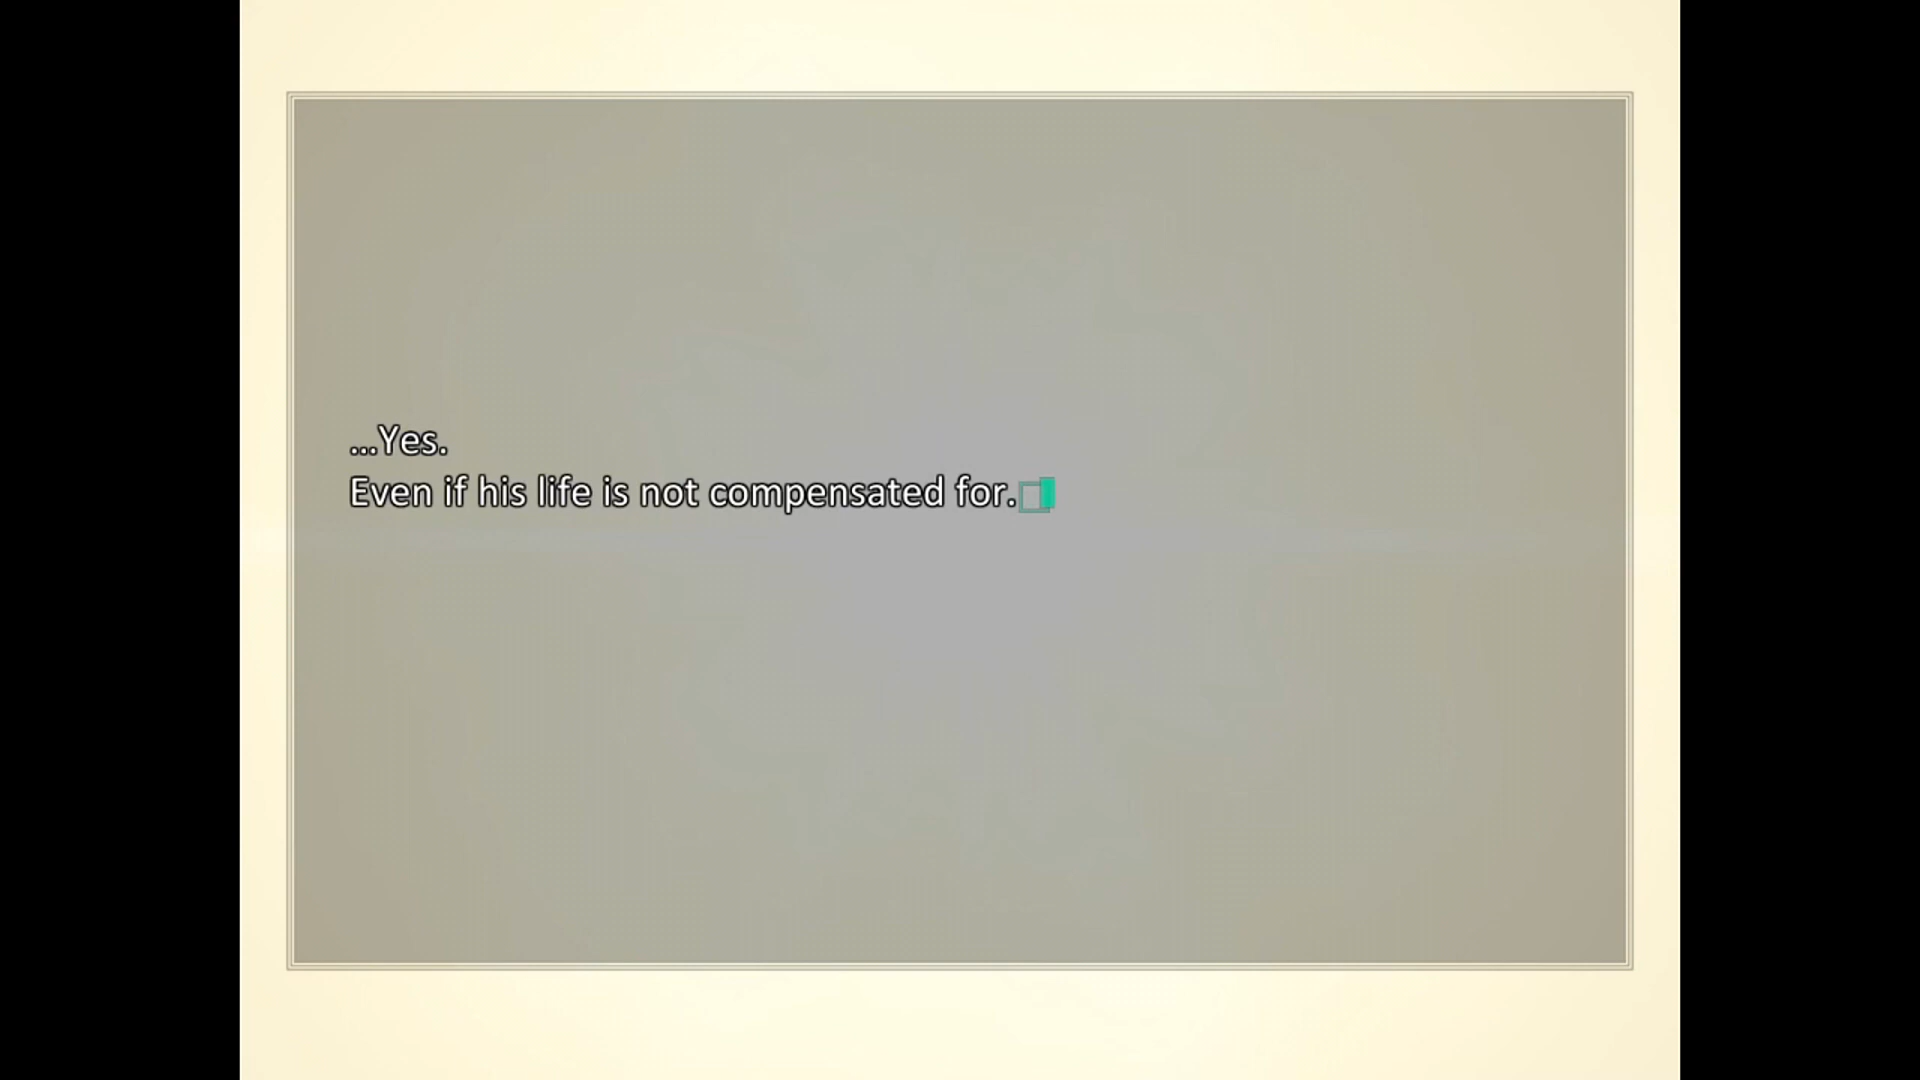 ...Yes.
Even if his life is not compensated for.